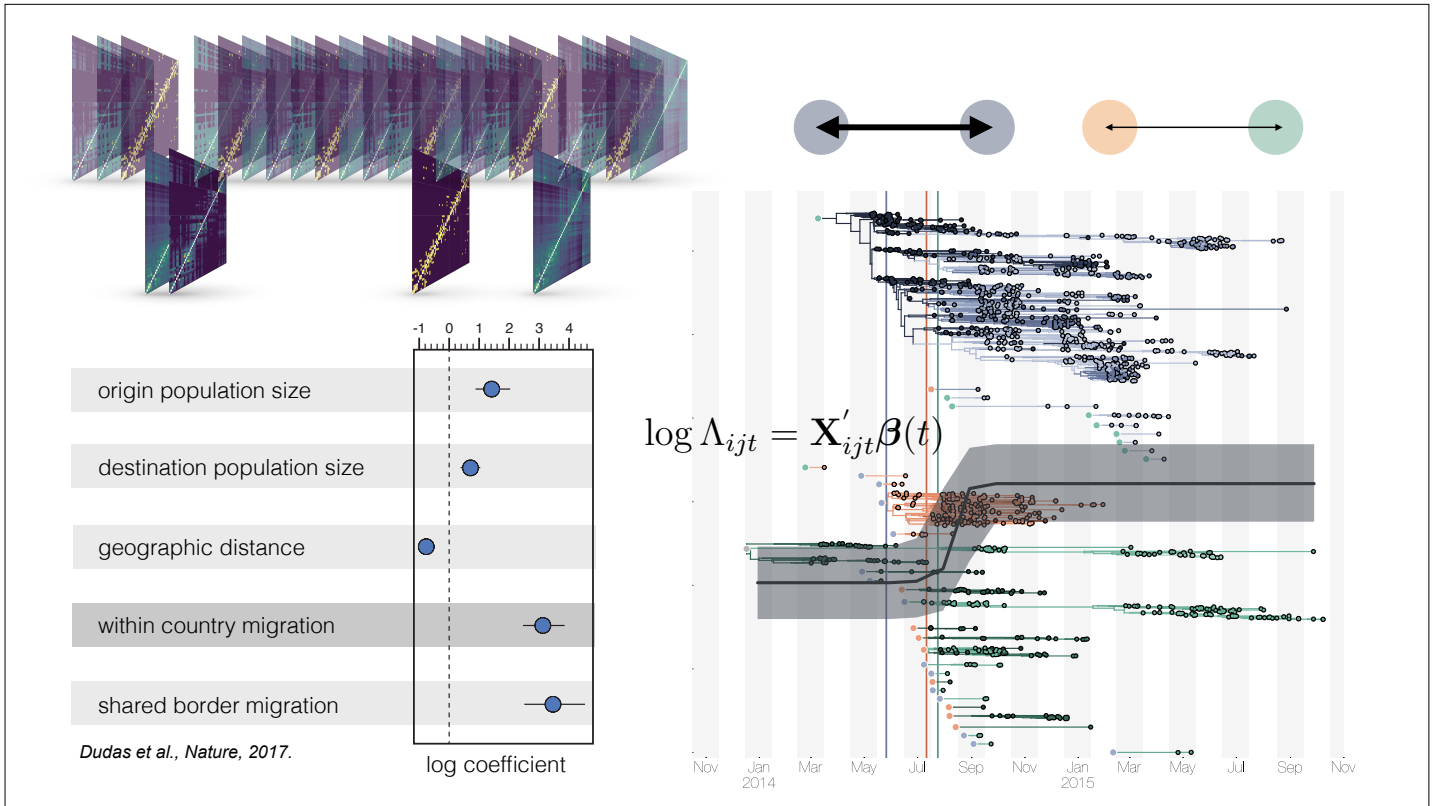 -1 0 1 2 3 4
origin population size
destination population size
geographic distance
within country migration
shared border migration
log coefficient
Dudas et al., Nature, 2017.
log Λijt = X′ijtβ(t)
Nov Jan Mar May Jul Sep Nov Jan Mar May Jul Sep Nov
2014 2015